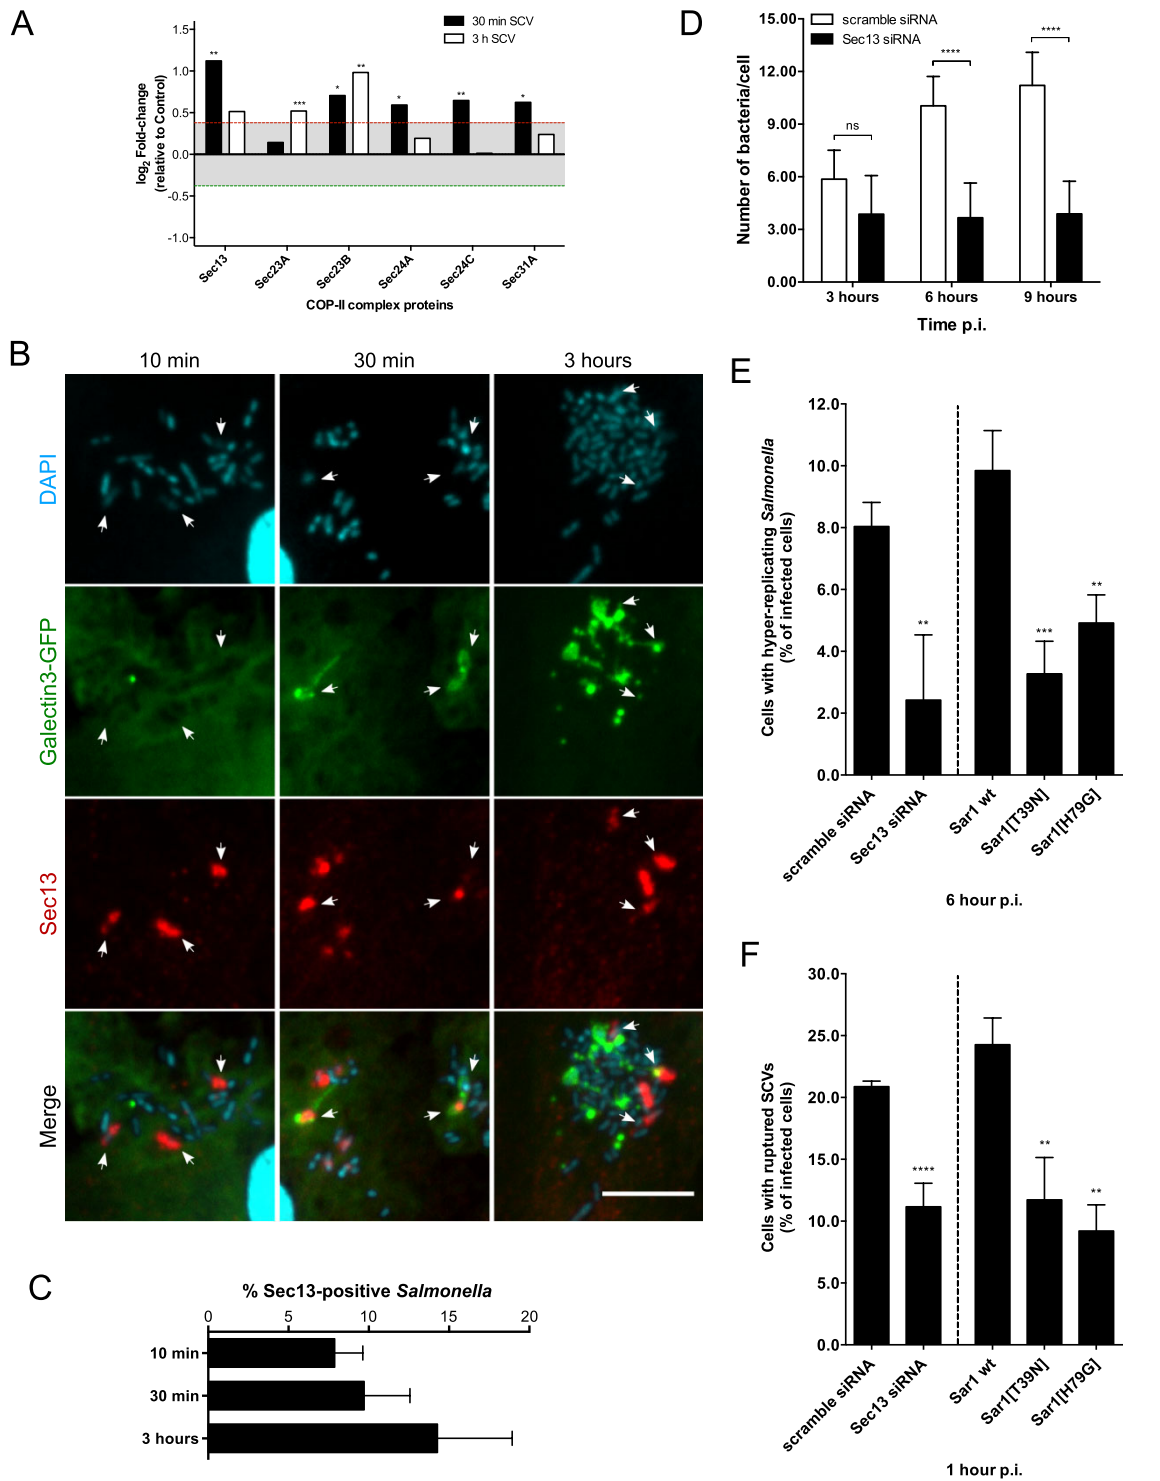 A
30 min SCV
3 h SCV
log2 Fold-change
(relative to Control)
1.5
1.0
0.5
0.0
-0.5
-1.0
**
***
*
**
*
**
*
Sec13
Sec23A
Sec23B
Sec24A
Sec24C
Sec31A
COP-II complex proteins
B
10 min
30 min
3 hours
DAPI
Galectin3-GFP
Sec13
Merge
C
% Sec13-positive Salmonella
0 5 10 15 20
10 min
30 min
3 hours
D
scramble siRNA
Sec13 siRNA
Number of bacteria/cell
15.00
12.00
9.00
6.00
3.00
0.00
ns
****
****
3 hours
6 hours
9 hours
Time p.i.
E
Cells with hyper-replicating Salmonella
(% of infected cells)
12.0
10.0
8.0
6.0
4.0
2.0
0.0
**
***
**
scramble siRNA
Sec13 siRNA
Sar1 wt
Sar1[T39N]
Sar1[H79G]
6 hour p.i.
F
Cells with ruptured SCVs
(% of infected cells)
30.0
25.0
20.0
15.0
10.0
5.0
0.0
****
**
**
scramble siRNA
Sec13 siRNA
Sar1 wt
Sar1[T39N]
Sar1[H79G]
1 hour p.i.